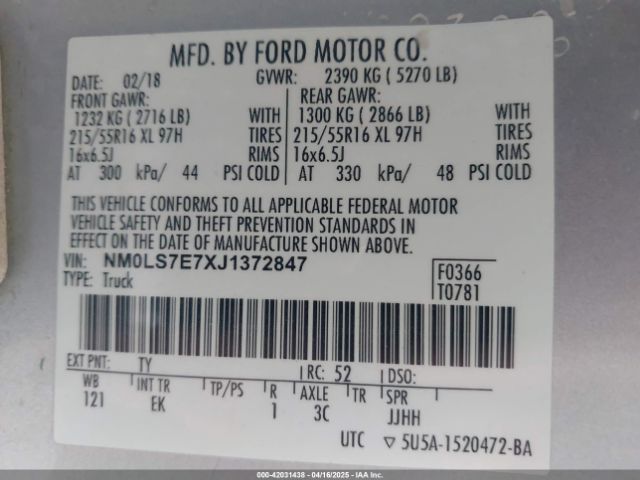 MFD. BY FORD MOTOR CO.
DATE: 02/18 GVWR: 2390 KG ( 5270 LB)
FRONT GAWR: REAR GAWR:
1232 KG ( 2716 LB) WITH 1300 KG ( 2866 LB) WITH
215/55R16 XL 97H TIRES 215/55R16 XL 97H TIRES
16x6.5J RIMS 16x6.5J RIMS
AT 300 kPa/ 44 PSI COLD AT 330 kPa/ 48 PSI COLD
THIS VEHICLE CONFORMS TO ALL APPLICABLE FEDERAL MOTOR
VEHICLE SAFETY AND THEFT PREVENTION STANDARDS IN
EFFECT ON THE DATE OF MANUFACTURE SHOWN ABOVE.
VIN: NM0LS7E7XJ1372847
TYPE: Truck
F0366
T0781
EXT PNT: TY RC: 52 DSO:
WB INT TR TP/PS R AXLE TR SPR
121 EK 1 3C JJHH
UTC ▽ 5U5A-1520472-BA
000-42031438 - 04/16/2025 - IAA Inc.